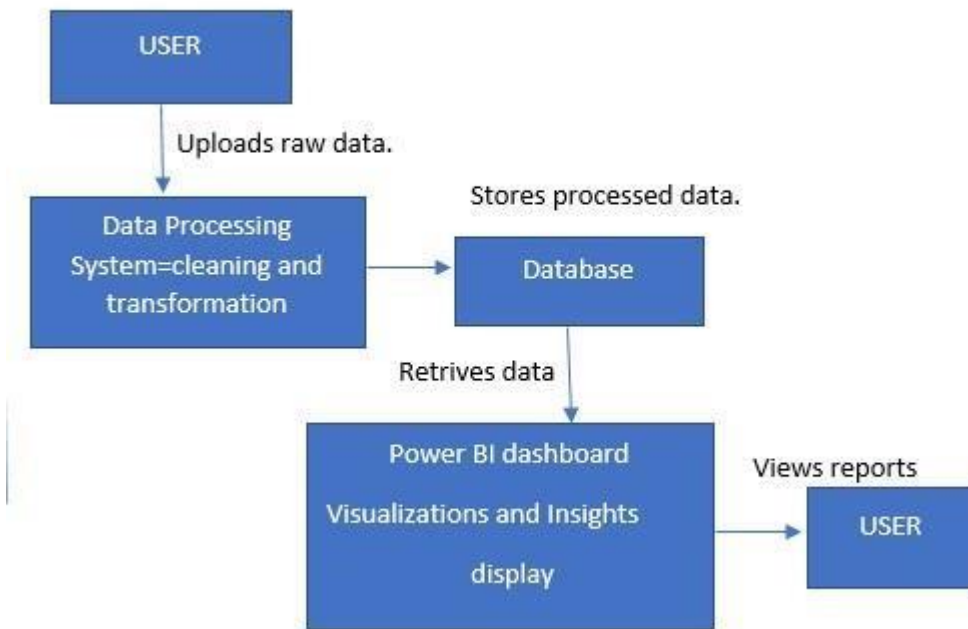 USER
Uploads raw data.
Data Processing
System=cleaning and
transformation
Stores processed data.
Database
Retrives data
Power BI dashboard
Visualizations and Insights
display
Views reports
USER